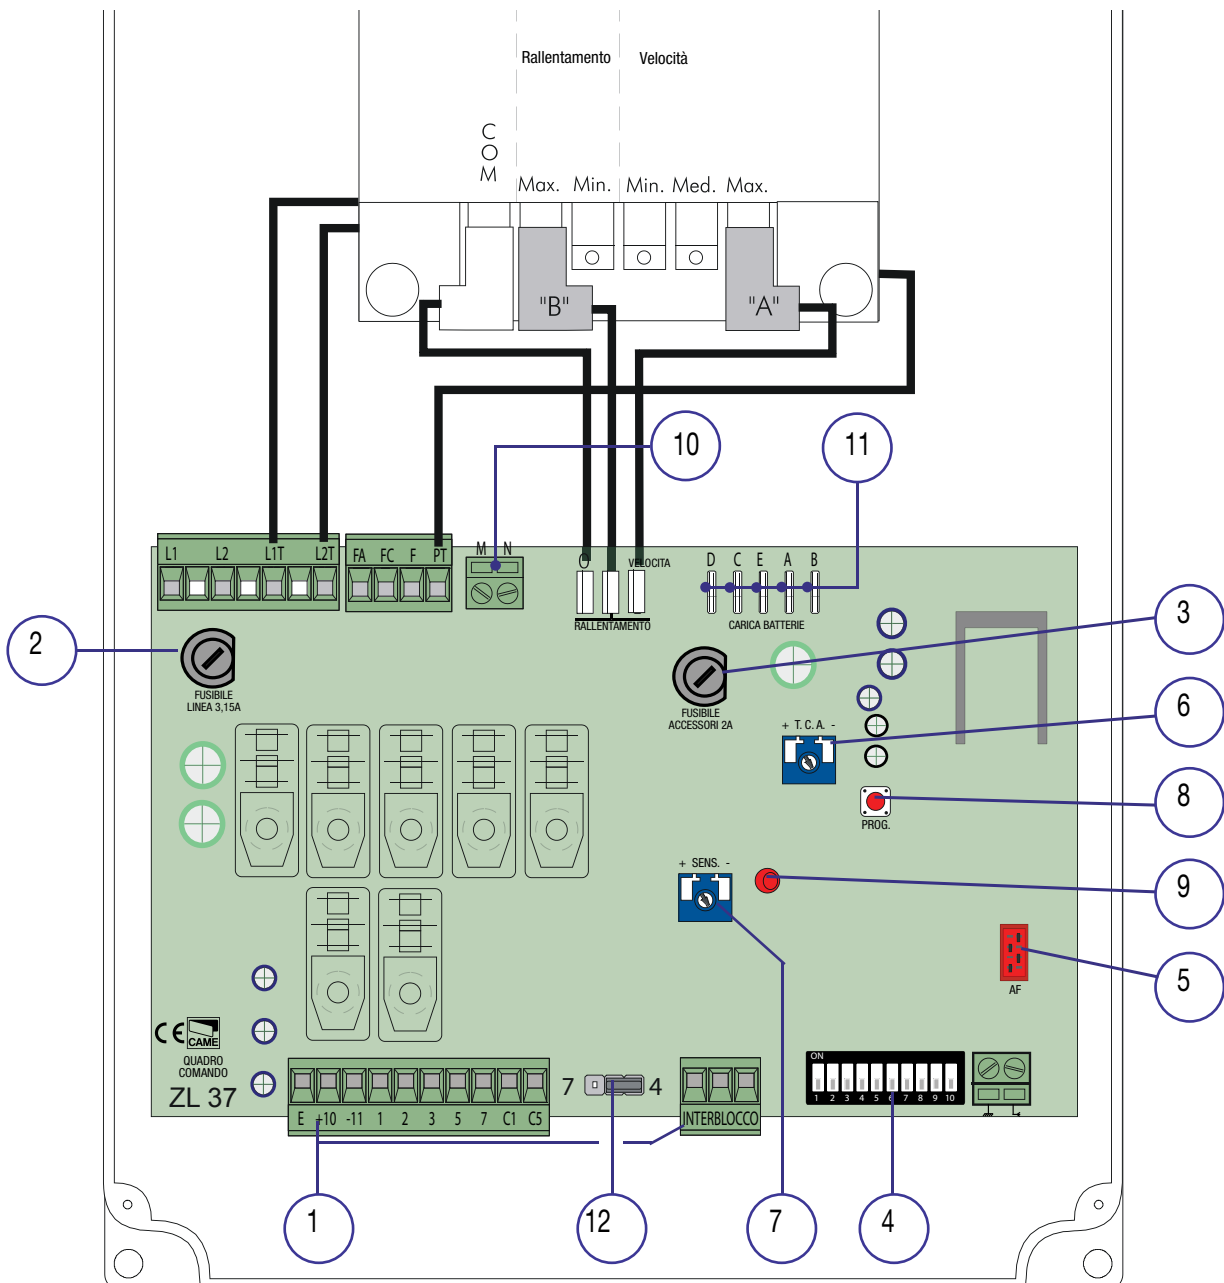 Rallentamento Velocità
COM
Max. Min. Min. Med. Max.
"B" "A"
10 11
L1 L2 L1T L2T FA FC F PT M N O VELOCITA D C E A B
RALLENTAMENTO CARICA BATTERIE
2
3
FUSIBILE
LINEA 3,15A
FUSIBILE
ACCESSORI 2A
+ T. C. A. -
6
8
PROG.
+ SENS. -
9
5
AF
CE CAME
QUADRO
COMANDO
ZL 37
7 4
ON
1 2 3 4 5 6 7 8 9 10
E +10 -11 1 2 3 5 7 C1 C5 INTERBLOCCO
1 12 7 4